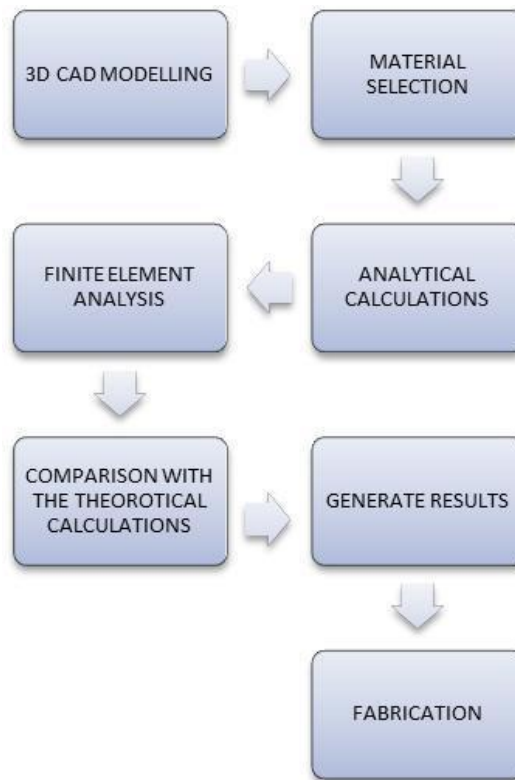 3D CAD MODELLING
MATERIAL
SELECTION
ANALYTICAL
CALCULATIONS
FINITE ELEMENT
ANALYSIS
COMPARISON WITH
THE THEOROTICAL
CALCULATIONS
GENERATE RESULTS
FABRICATION